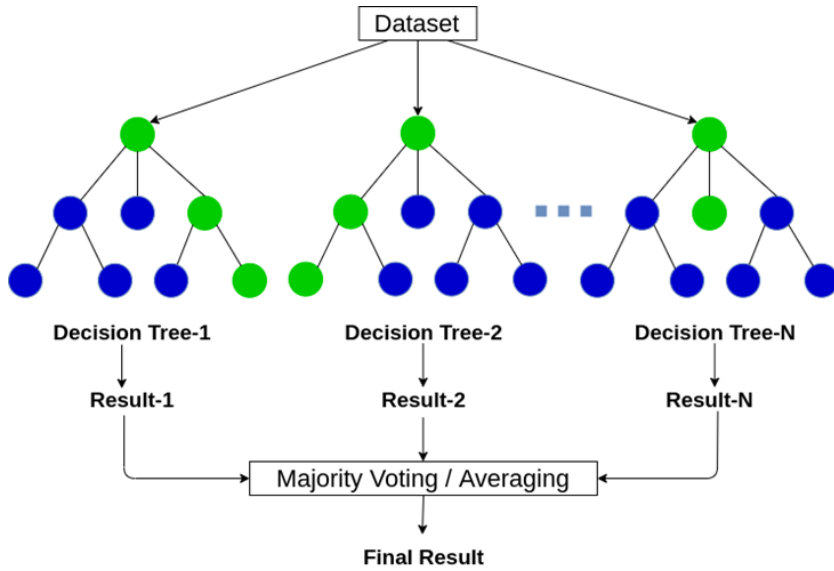 Dataset
Decision Tree-1
Decision Tree-2
Decision Tree-N
Result-1
Result-2
Result-N
Majority Voting / Averaging
Final Result